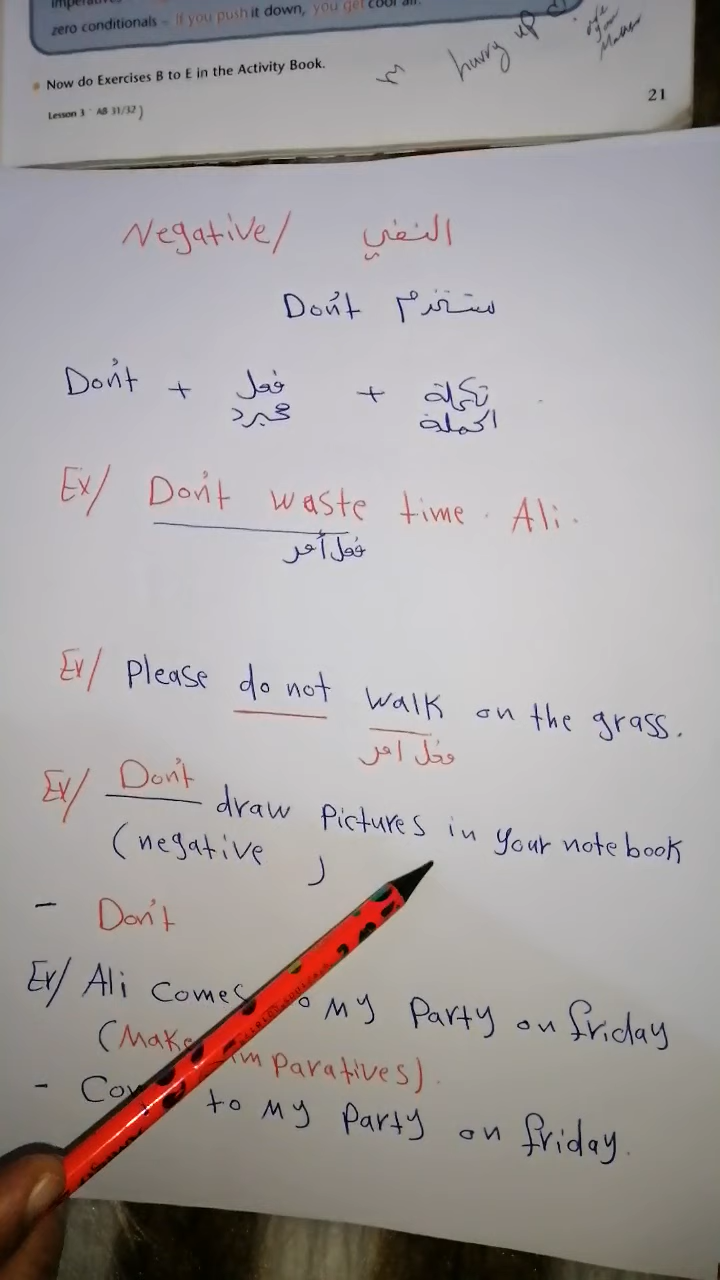 zero conditionals – If you push it down, you get cool air.
Now do Exercises B to E in the Activity Book.
hurry up
Lesson 3 AB 31/32)
21
Negative/ النفي
Don't نستخدم
Don't + فعل مجرد + تكملة الجملة
Ex/ Don't waste time. Ali.
فعل أمر
Ex/ Please do not walk on the grass.
فعل امر
Ex/ Don't draw pictures in your notebook
(negative )
- Don't
Ex/ Ali comes to my party on friday
(Make imparatives).
- to my party on friday.